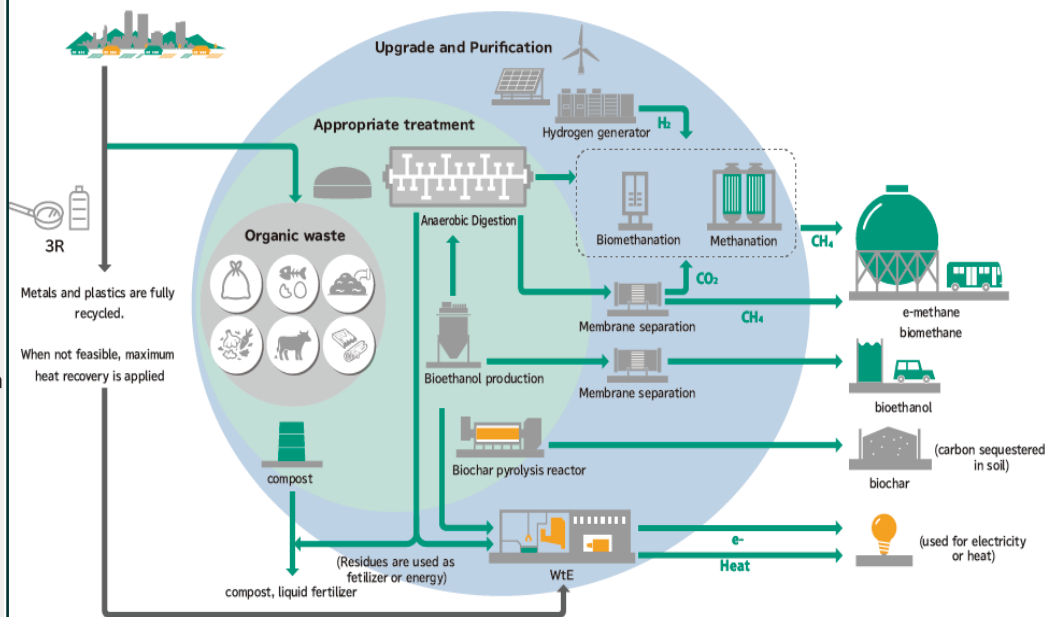 Upgrade and Purification
Hydrogen generator
H₂
Appropriate treatment
Anaerobic Digestion
Biomethanation
Methanation
CH₄
3R
Organic waste
CO₂
Metals and plastics are fully
recycled.
Membrane separation
CH₄
e-methane
biomethane
When not feasible, maximum
heat recovery is applied
Bioethanol production
Membrane separation
bioethanol
Biochar pyrolysis reactor
(carbon sequestered
in soil)
biochar
compost
(Residues are used as
fetilizer or energy)
WtE
e-
Heat
(used for electricity
or heat)
compost, liquid fertilizer